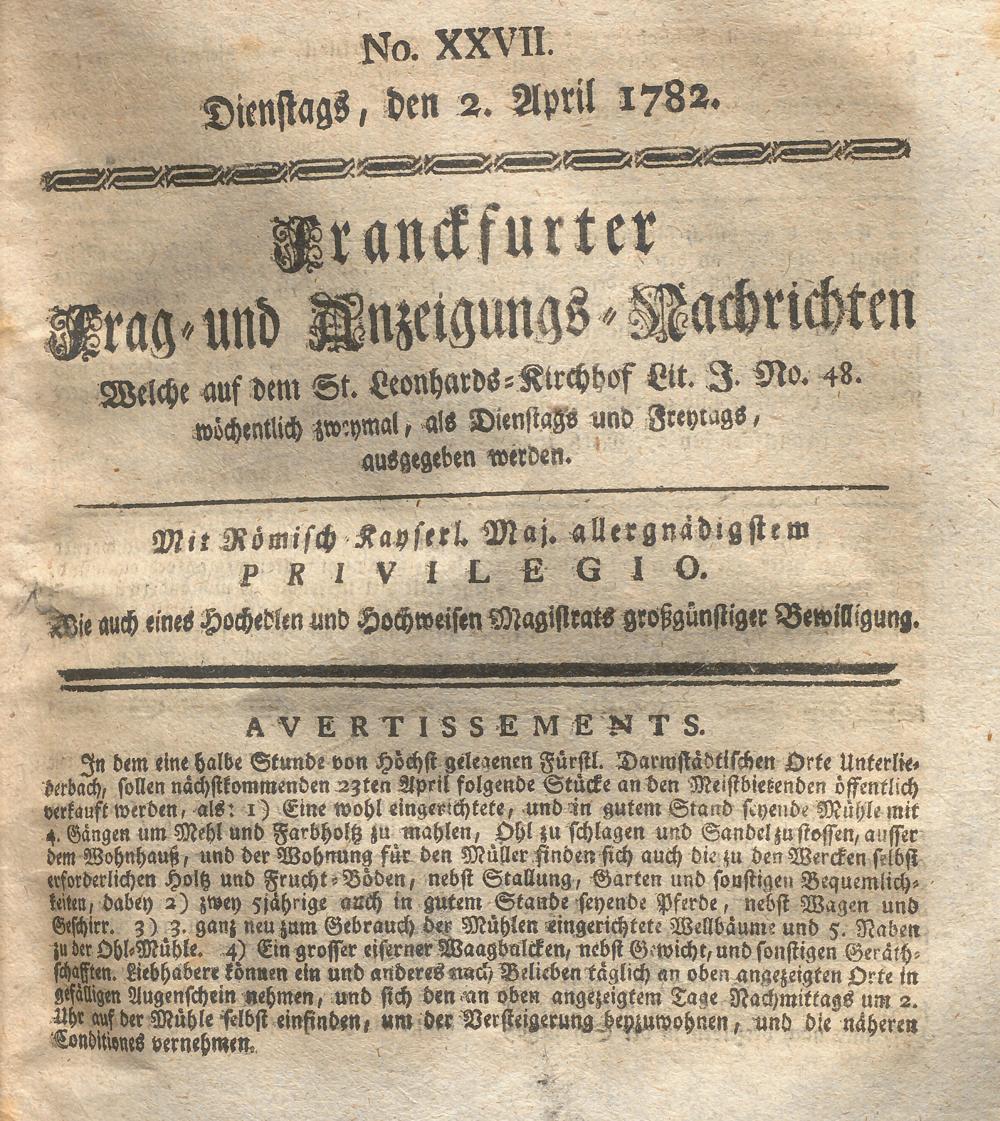 No. XXVII.
Dienstags, den 2. April 1782.
Franckfurter
Frag- und Anzeigungs-Nachrichten
Welche auf dem St. Leonhards-Kirchhof Lit. J. No. 48.
wöchentlich zweymal, als Dienstags und Freytags,
ausgegeben werden.
Mit Römisch Kayserl. Maj. allergnädigstem
PRIVILEGIO.
Wie auch eines Hochedlen und Hochweisen Magistrats großgünstiger Bewilligung.
AVERTISSEMENTS.
In dem eine halbe Stunde von Höchst gelegenen Fürstl. Darmstädtischen Orte Unterlie-
derbach, sollen nächstkommenden 23ten April folgende Stücke an den Meistbietenden öffentlich
verkauft werden, als: 1) Eine wohl eingerichtete, und in gutem Stand seyende Mühle mit
4. Gängen um Mehl und Farbholtz zu mahlen, Ohl zu schlagen und Sandel zu stossen, ausser
dem Wohnhauß, und der Wohnung für den Müller finden sich auch die zu den Wercken selbst
erforderlichen Holtz und Frucht-Böden, nebst Stallung, Garten und sonstigen Bequemlich-
keiten, dabey 2) zwey 5jährige auch in gutem Stande seyende Pferde, nebst Wagen und
Geschirr. 3) 3. ganz neu zum Gebrauch der Mühlen eingerichtete Wellbäume und 5. Naben
zu der Ohl-Mühle. 4) Ein grosser eiserner Waagbalcken, nebst Gewicht, und sonstigen Geräth-
schafften. Liebhabere können ein und anderes nach Belieben täglich an oben angezeigten Orte in
gefälligen Augenschein nehmen, und sich den an oben angezeigtem Tage Nachmittags um 2.
Uhr auf der Mühle selbst einfinden, um der Versteigerung beyzuwohnen, und die näheren
Conditiones vernehmen.